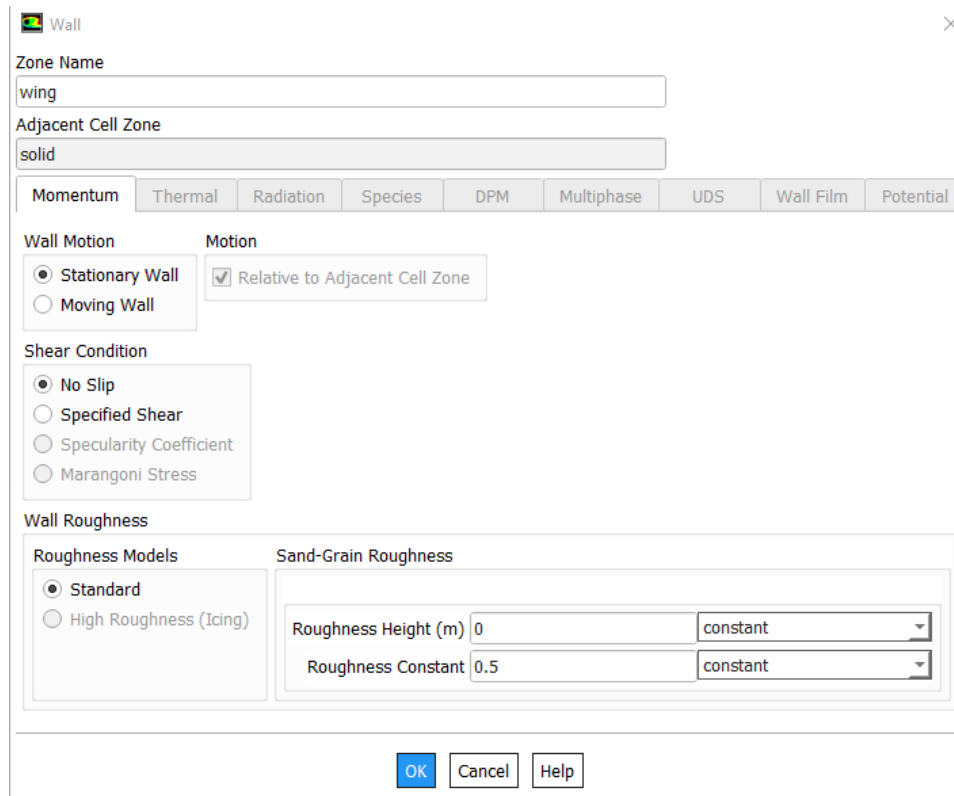 Wall
Zone Name
wing
Adjacent Cell Zone
solid
Momentum Thermal Radiation Species DPM Multiphase UDS Wall Film Potential
Wall Motion Motion
Stationary Wall Relative to Adjacent Cell Zone
Moving Wall
Shear Condition
No Slip
Specified Shear
Specularity Coefficient
Marangoni Stress
Wall Roughness
Roughness Models Sand-Grain Roughness
Standard
High Roughness (Icing)
Roughness Height (m) 0 constant
Roughness Constant 0.5 constant
OK Cancel Help